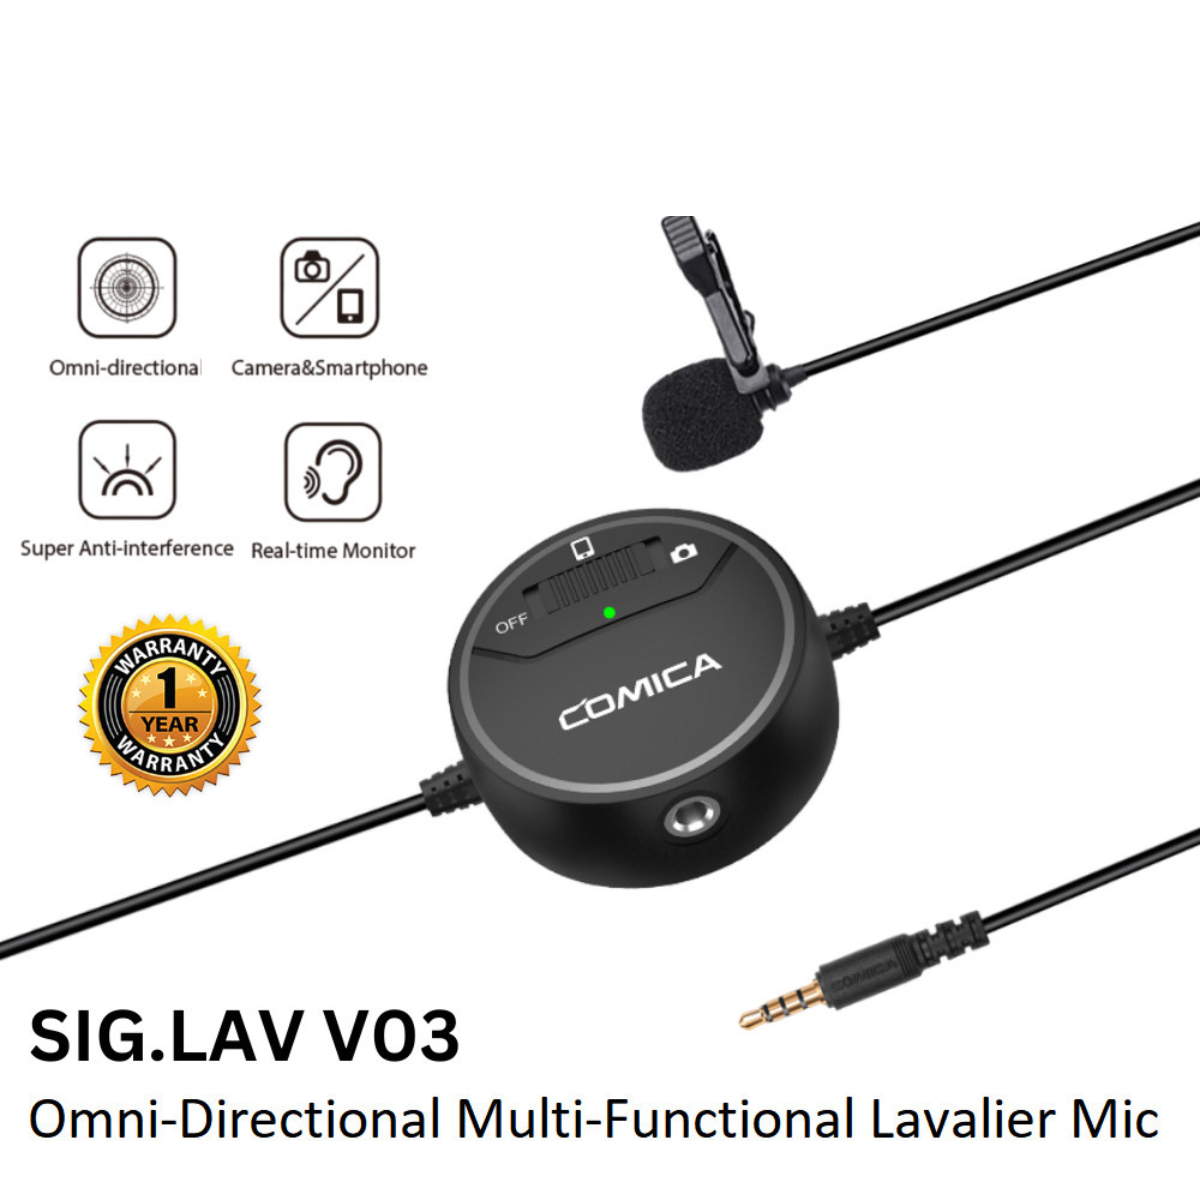 Omni-directional
Camera&Smartphone
Super Anti-interference
Real-time Monitor
WARRANTY
1
YEAR
WARRANTY
OFF
COMICA
COMICA
SIG.LAV V03
Omni-Directional Multi-Functional Lavalier Mic